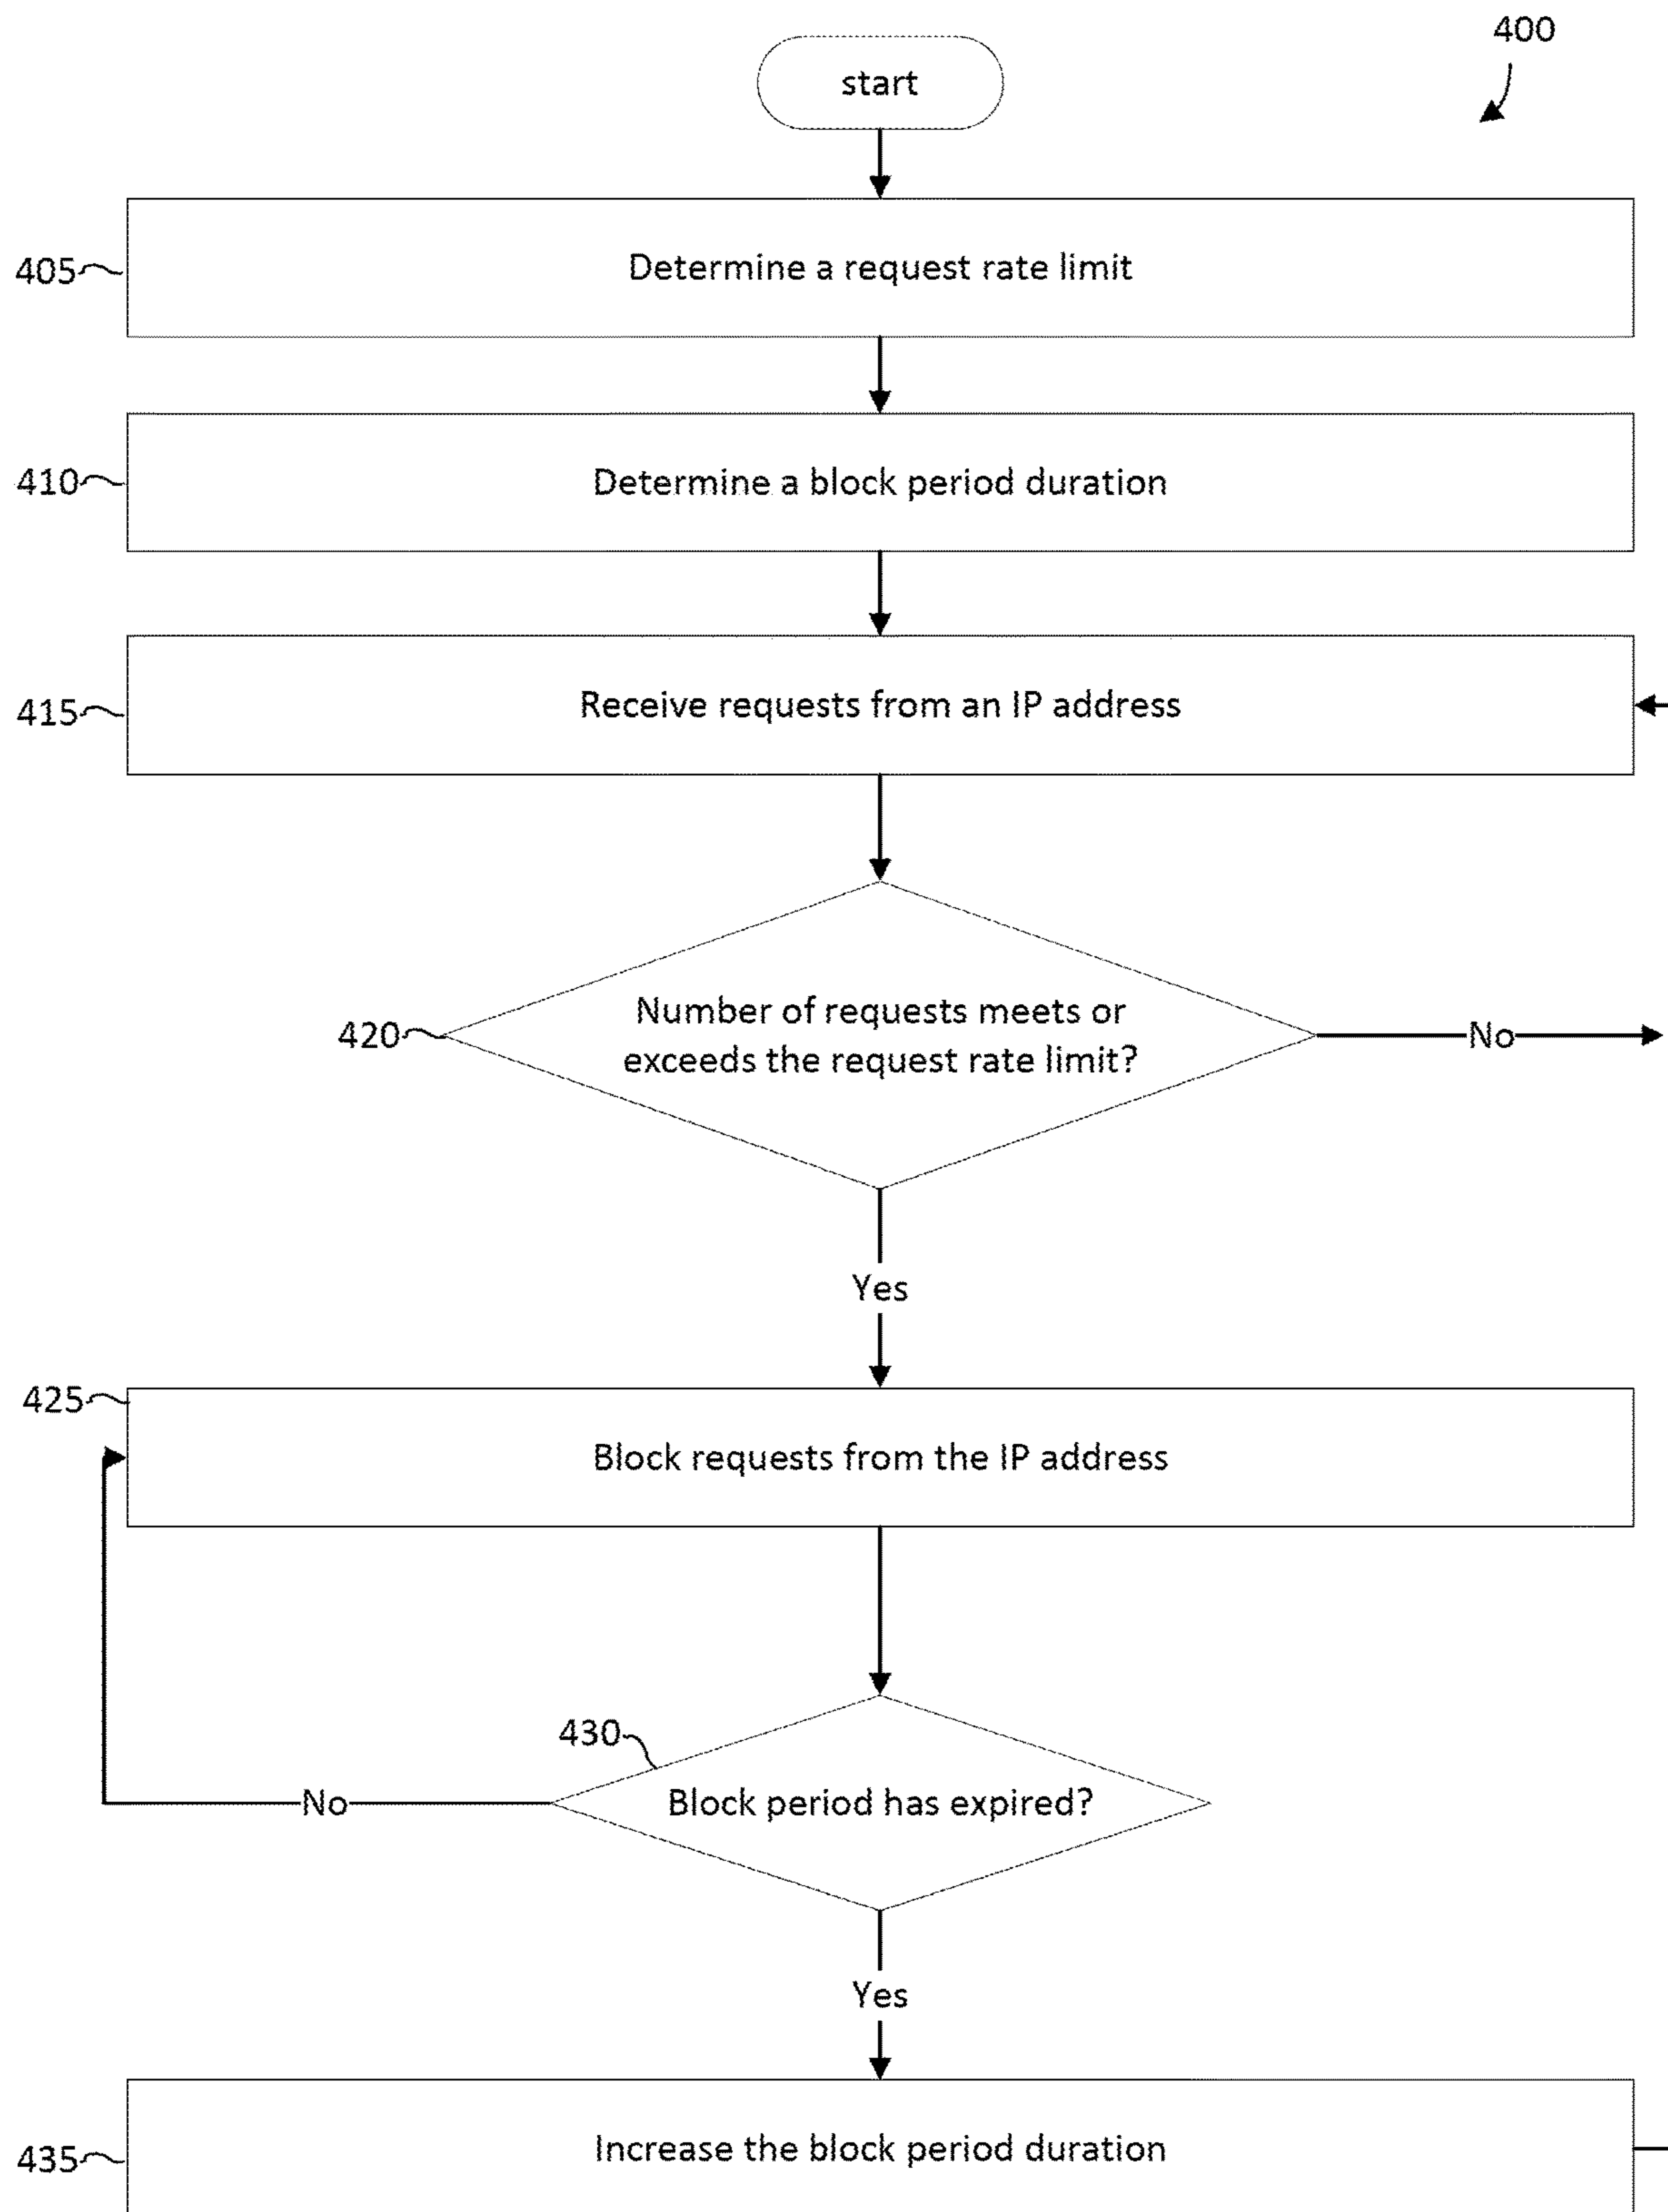 400
start
405
Determine a request rate limit
410
Determine a block period duration
415
Receive requests from an IP address
420
Number of requests meets or
exceeds the request rate limit?
No
Yes
425
Block requests from the IP address
430
Block period has expired?
No
Yes
435
Increase the block period duration